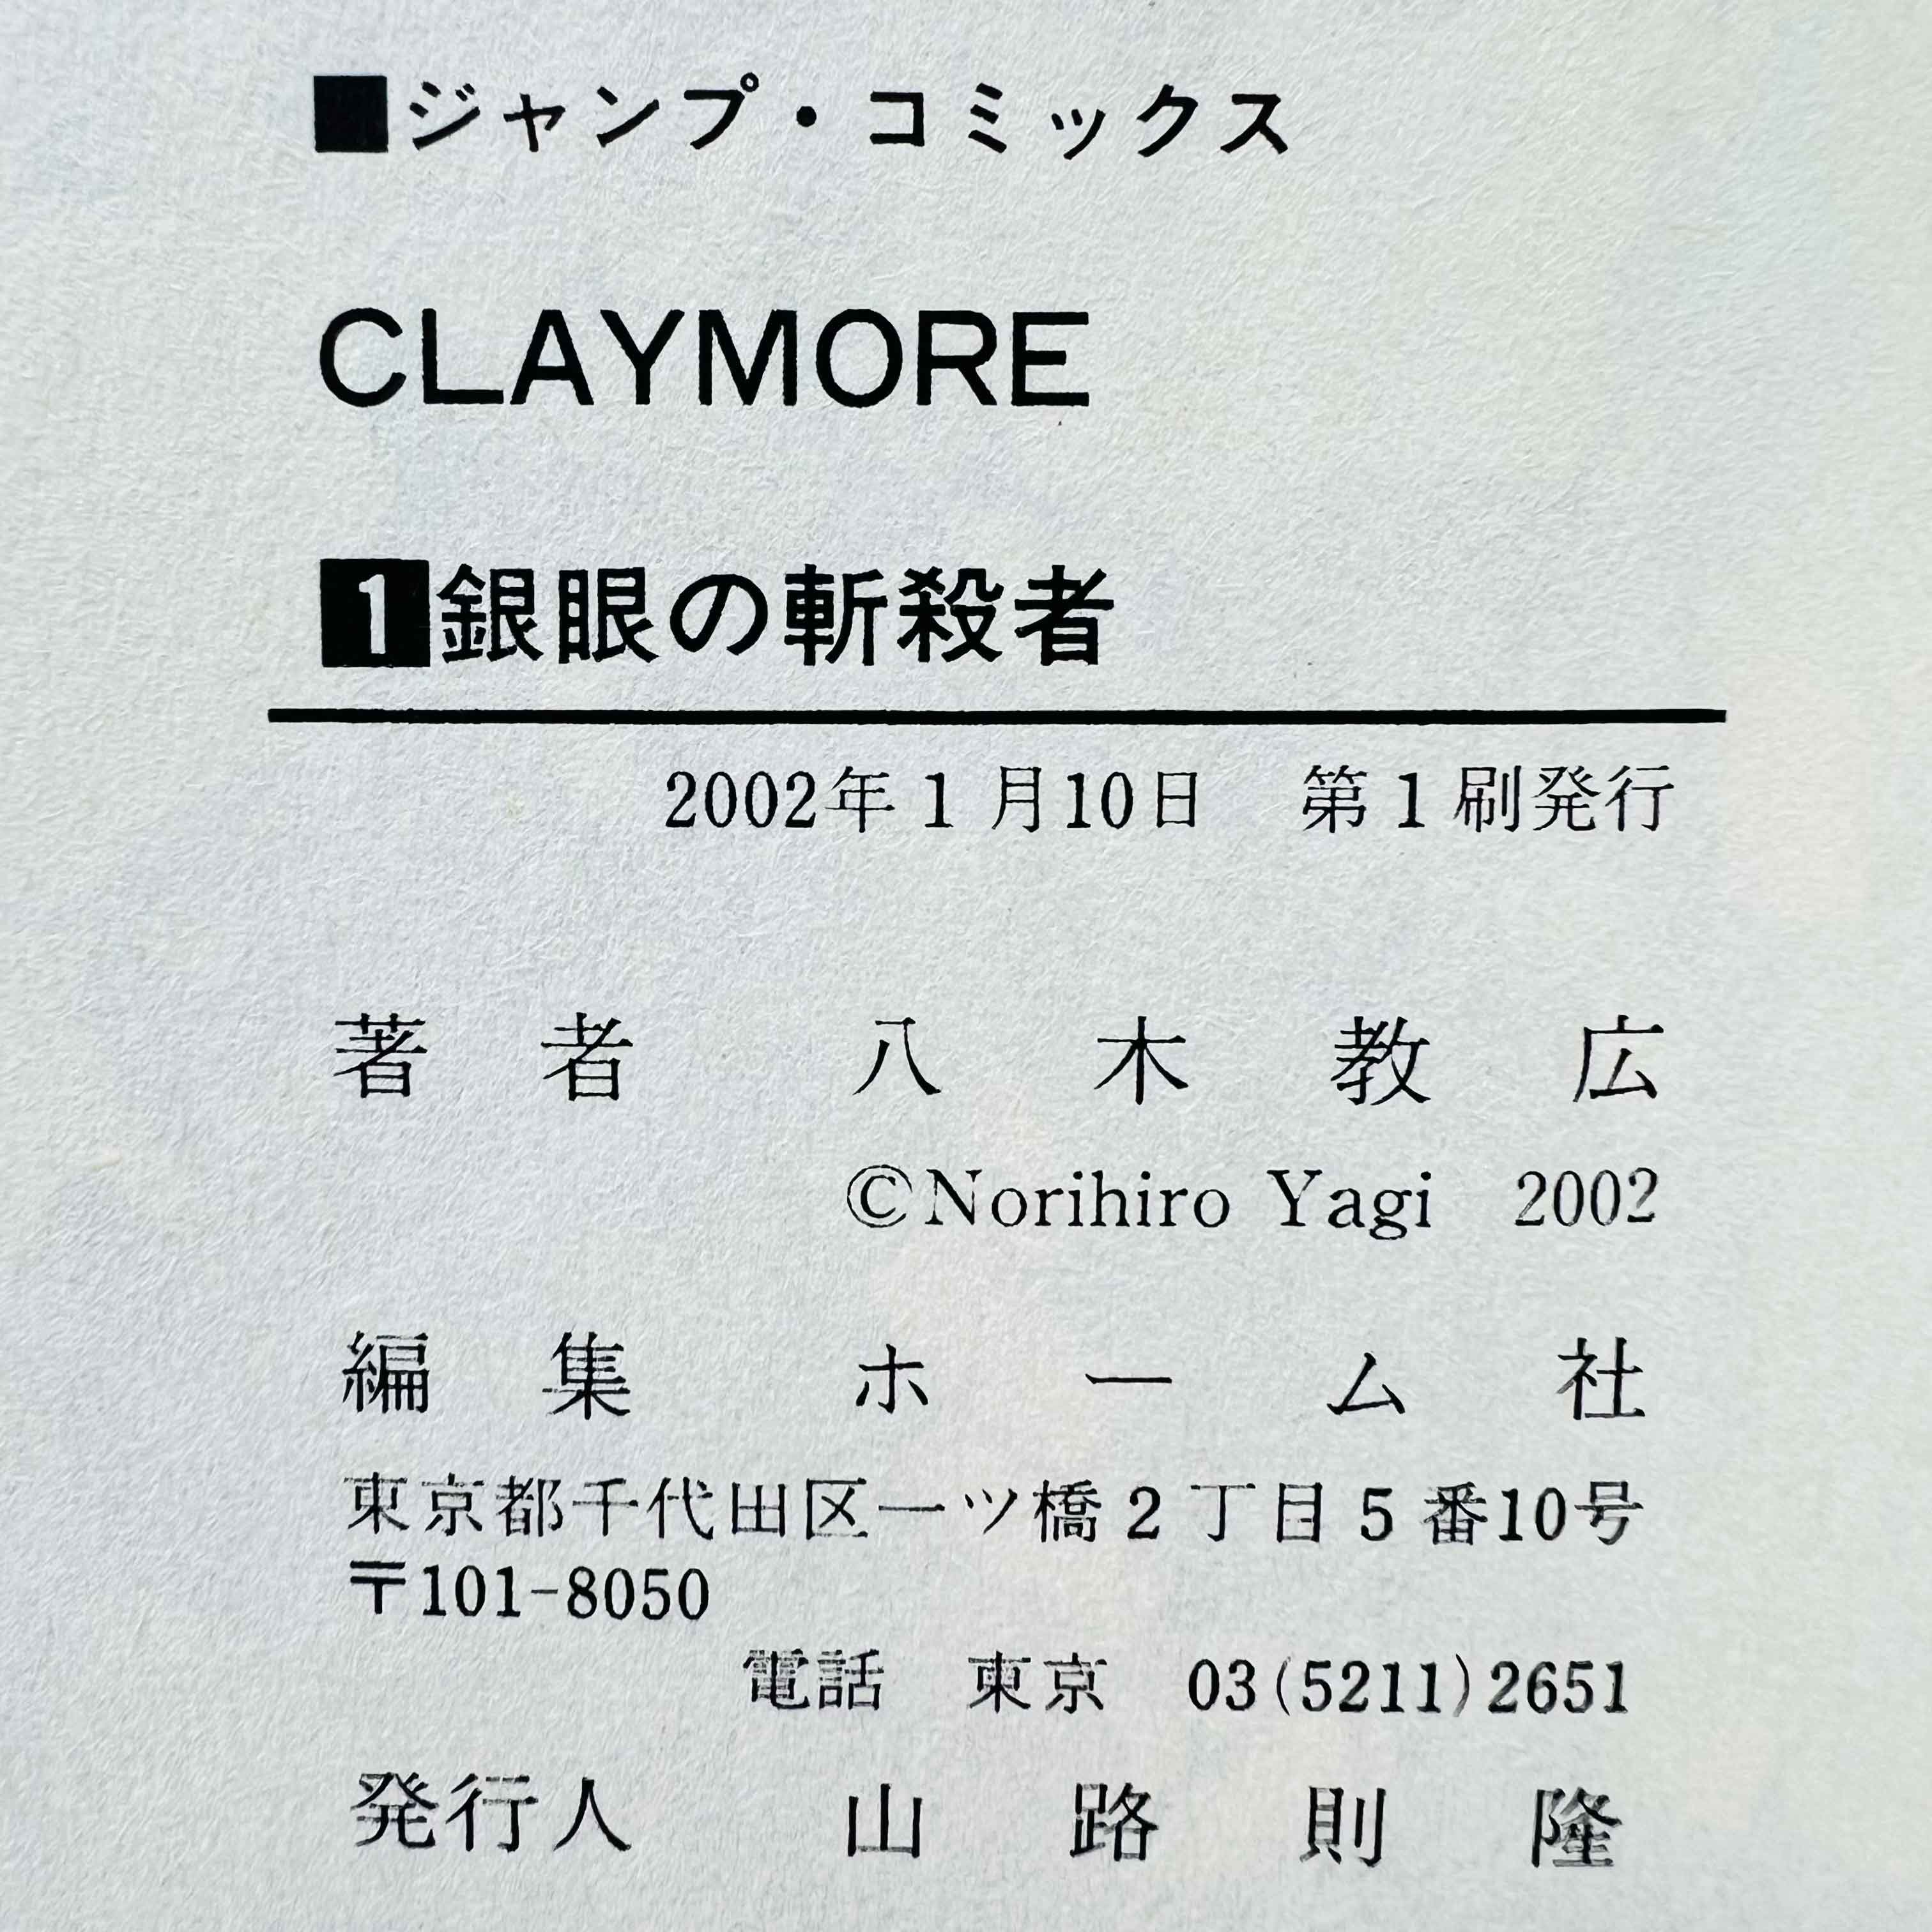 ■ジャンプ・コミックス
CLAYMORE
1銀眼の斬殺者
2002年1月10日　第1刷発行
著者　八木教広
©Norihiro Yagi　2002
編集　ホーム社
東京都千代田区一ツ橋2丁目5番10号
〒101-8050
電話　東京　03(5211)2651
発行人　山路則隆